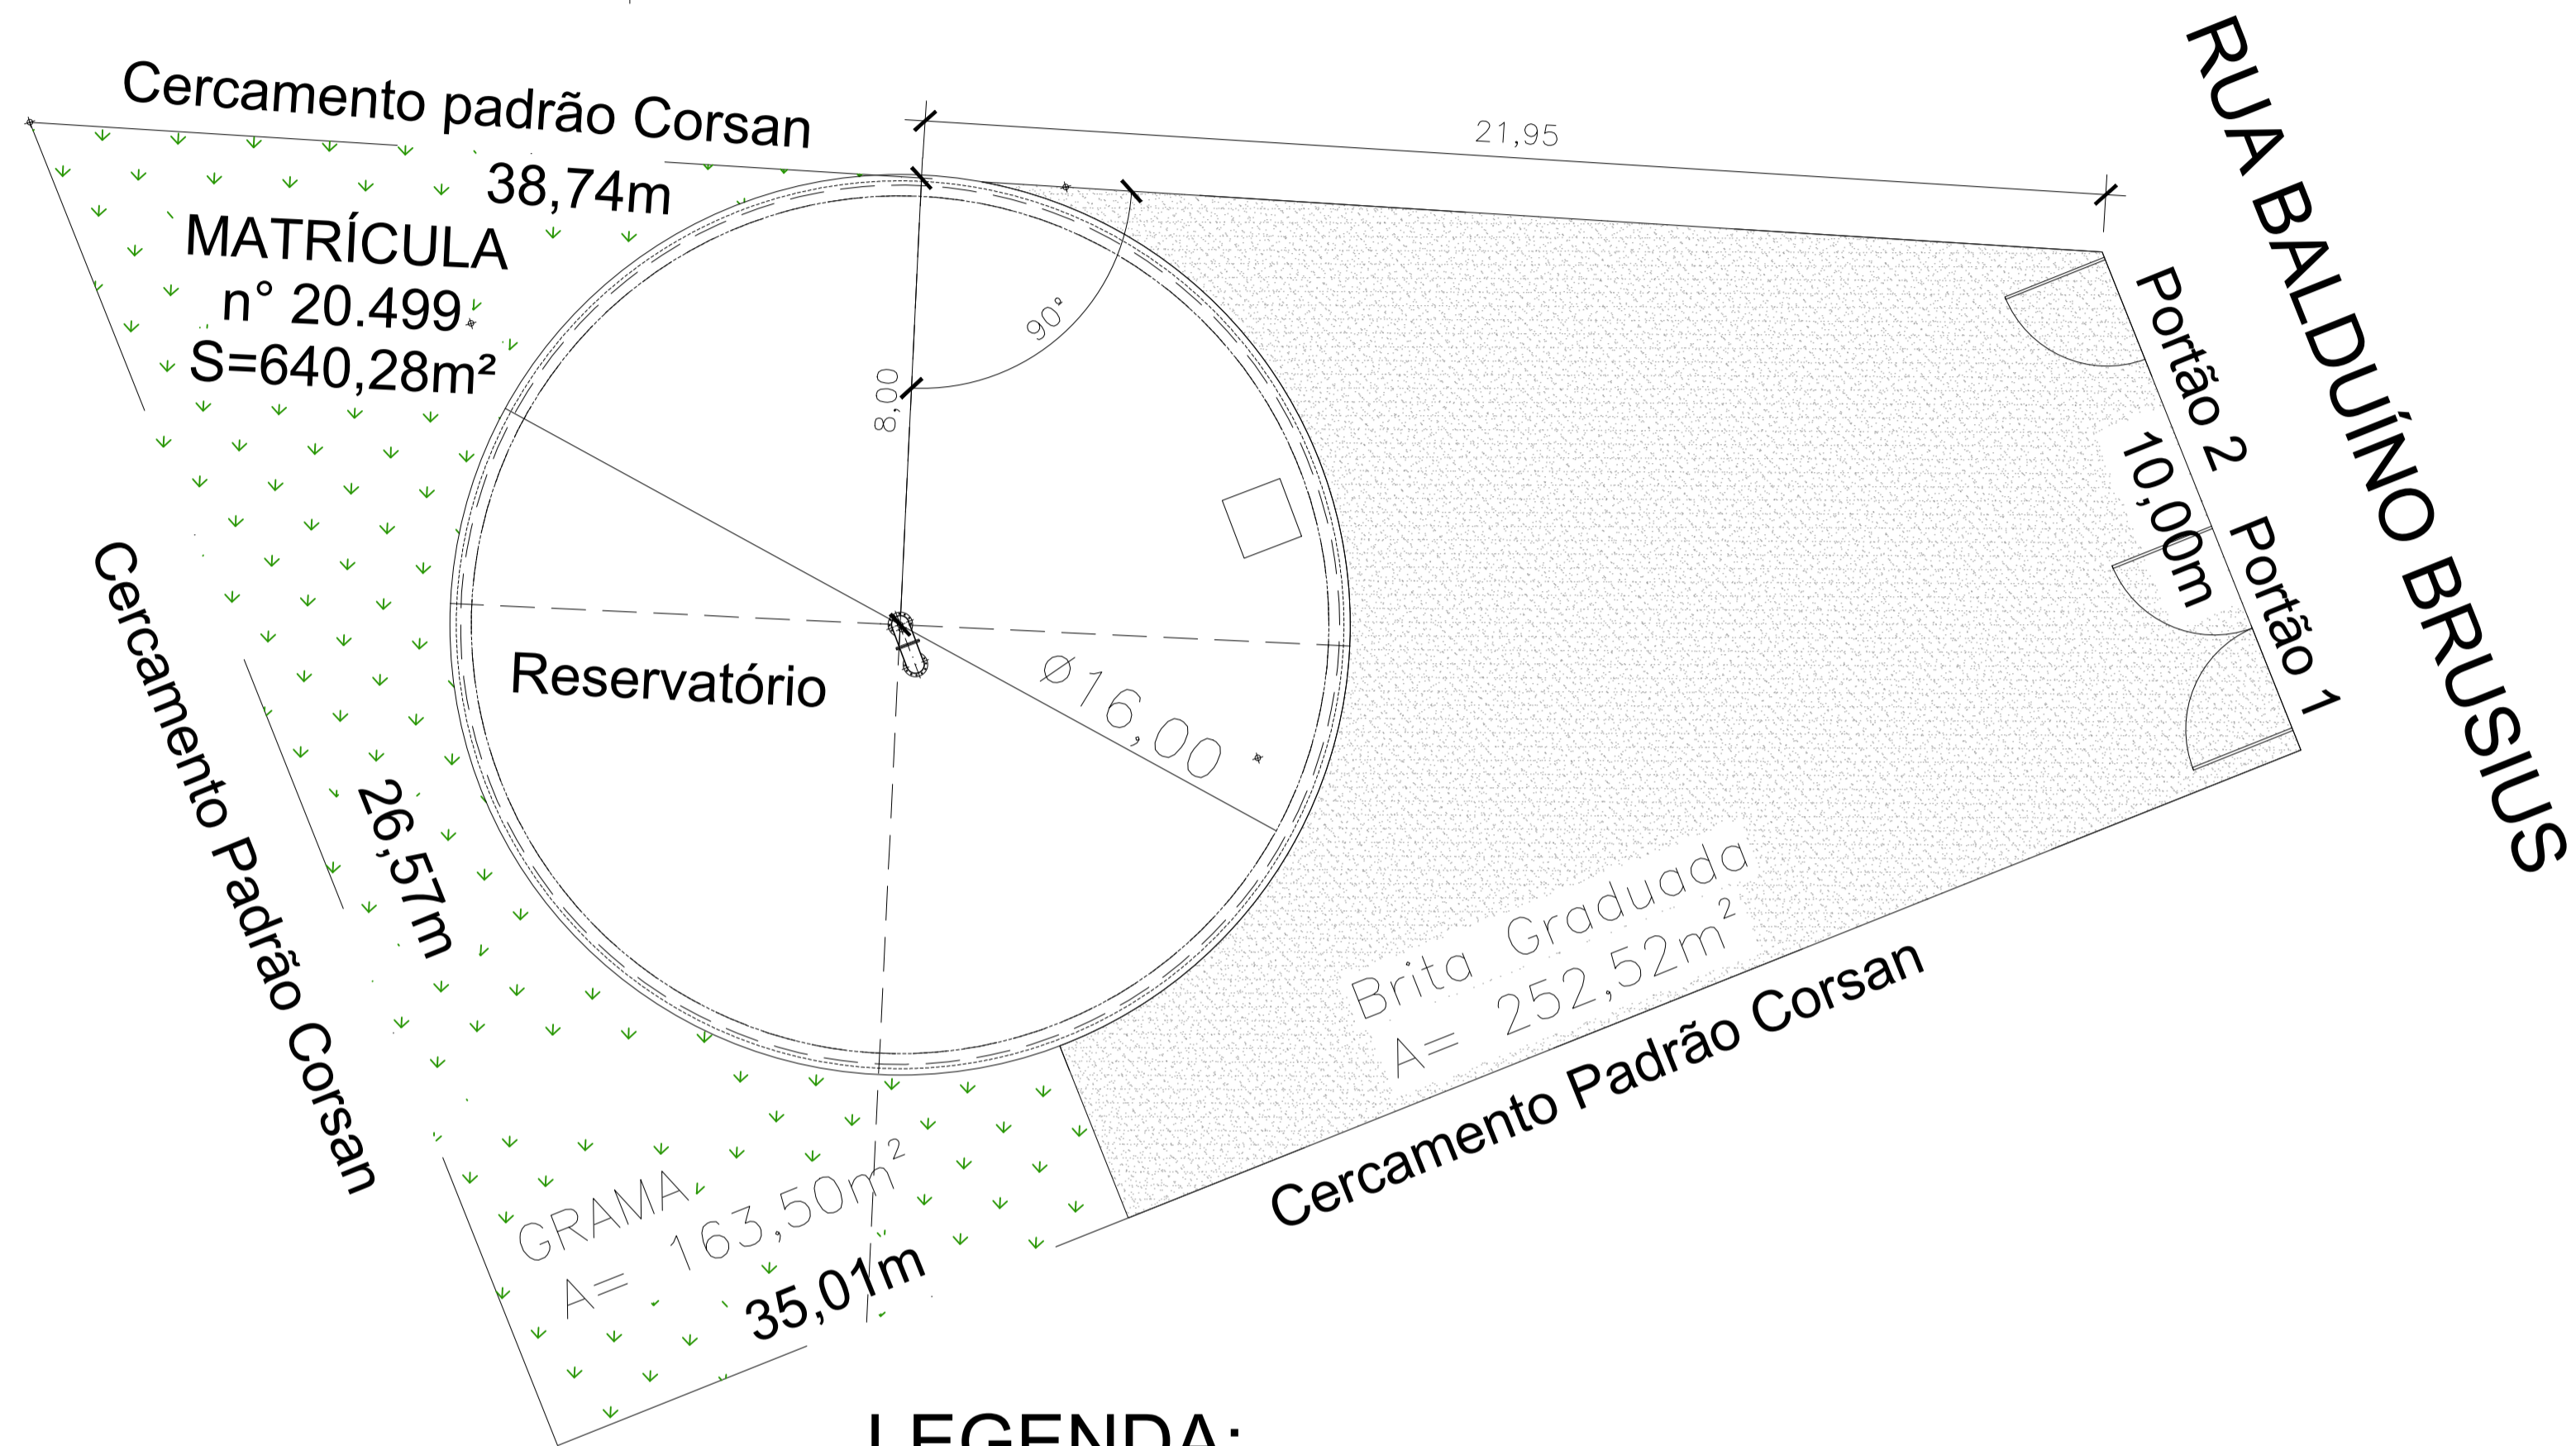 Cercamento padrão Corsan
38,74m
21,95
RUA BALDUÍNO BRUSIUS
MATRÍCULA
n° 20.499
S=640,28m²
90°
8,00
Portão 2
10,00m
Portão 1
Reservatório
Ø16,00
Cercamento Padrão Corsan
26,57m
Brita Graduada
A= 252,52m²
Cercamento Padrão Corsan
GRAMA
A= 163,50m²
35,01m
LEGENDA: